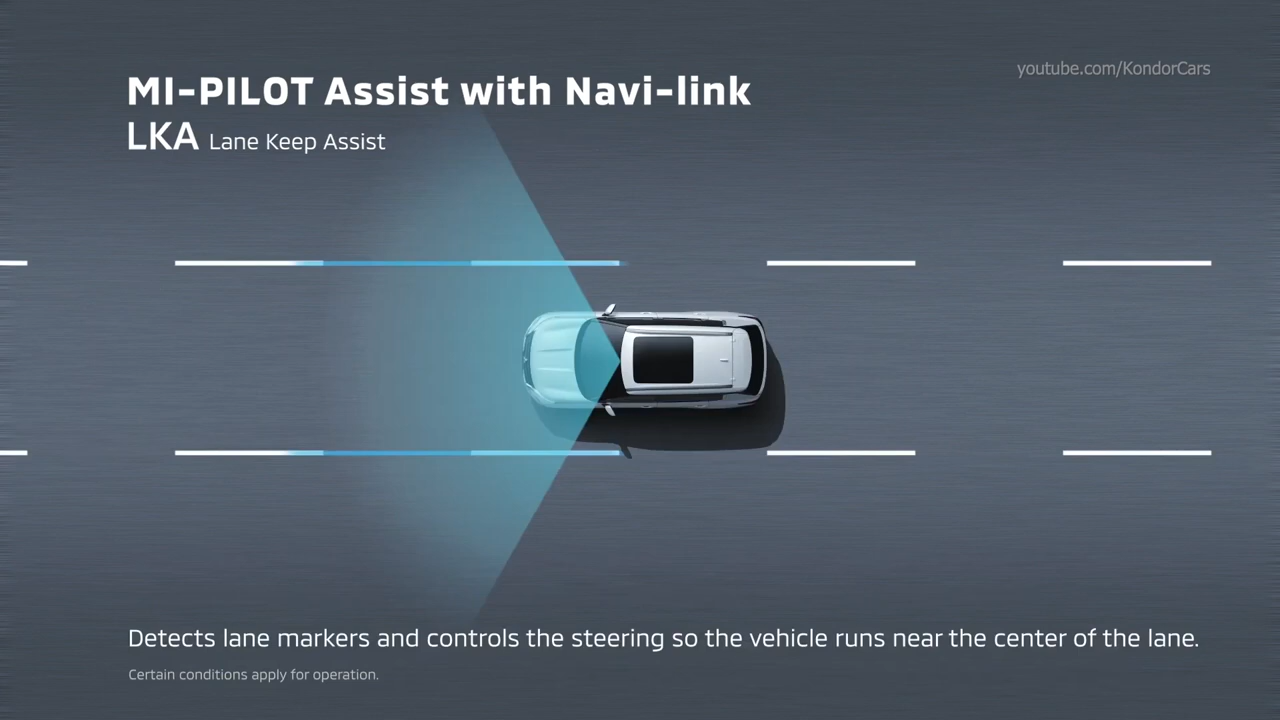 MI-PILOT Assist with Navi-link
youtube.com/KondorCars
LKA Lane Keep Assist
Detects lane markers and controls the steering so the vehicle runs near the center of the lane.
Certain conditions apply for operation.